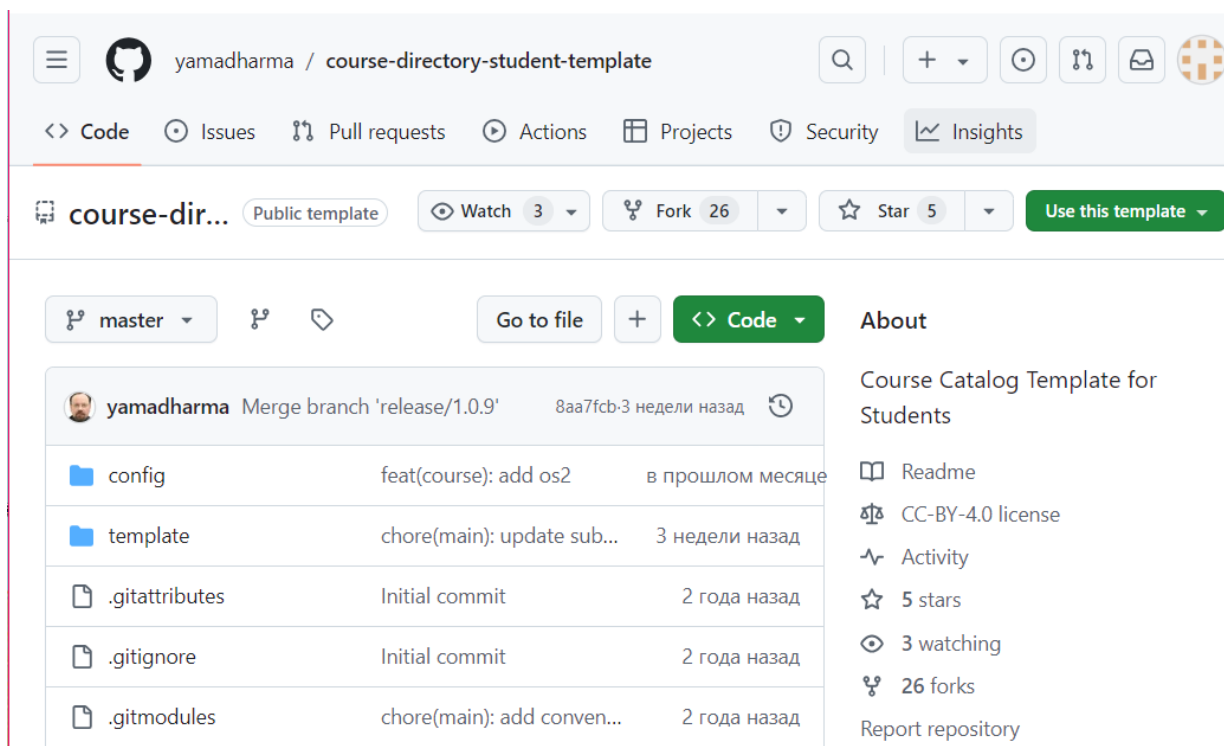 yamadharma / course-directory-student-template
Code Issues Pull requests Actions Projects Security Insights
course-dir... Public template Watch 3 Fork 26 Star 5 Use this template
master Go to file Code
yamadharma Merge branch 'release/1.0.9' 8aa7fcb·3 недели назад
config feat(course): add os2 в прошлом месяце
template chore(main): update sub... 3 недели назад
.gitattributes Initial commit 2 года назад
.gitignore Initial commit 2 года назад
.gitmodules chore(main): add conven... 2 года назад
About
Course Catalog Template for
Students
Readme
CC-BY-4.0 license
Activity
5 stars
3 watching
26 forks
Report repository